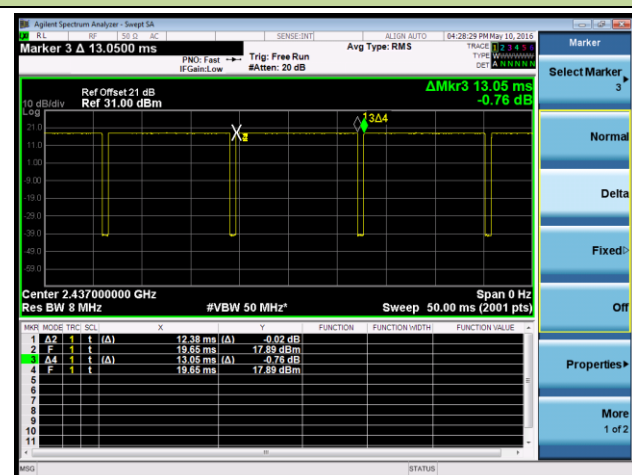 Agilent Spectrum Analyzer - Swept SA
RL RF 50 Ω AC SENSE:INT ALIGN AUTO 04:28:29 PM May 10, 2016
Marker 3 Δ 13.0500 ms
PNO: Fast Trig: Free Run
IFGain:Low #Atten: 20 dB
Avg Type: RMS
TRACE 1 2 3 4 5 6
TYPE WWWWWW
DET A N N N N N
Ref Offset 21 dB
10 dB/div Ref 31.00 dBm
Log
ΔMkr3 13.05 ms
-0.76 dB
21.0
11.0
1.00
-9.00
-19.0
-29.0
-39.0
-49.0
-59.0
3Δ4
Center 2.437000000 GHz Span 0 Hz
Res BW 8 MHz #VBW 50 MHz* Sweep 50.00 ms (2001 pts)
MKR MODE TRC SCL X Y FUNCTION FUNCTION WIDTH FUNCTION VALUE
1 Δ2 1 t (Δ) 12.38 ms (Δ) -0.02 dB
2 F 1 t 19.65 ms 17.89 dBm
3 Δ4 1 t (Δ) 13.05 ms (Δ) -0.76 dB
4 F 1 t 19.65 ms 17.89 dBm
5
6
7
8
9
10
11
MSG STATUS
Marker
Select Marker
3
Normal
Delta
Fixed
Off
Properties
More
1 of 2